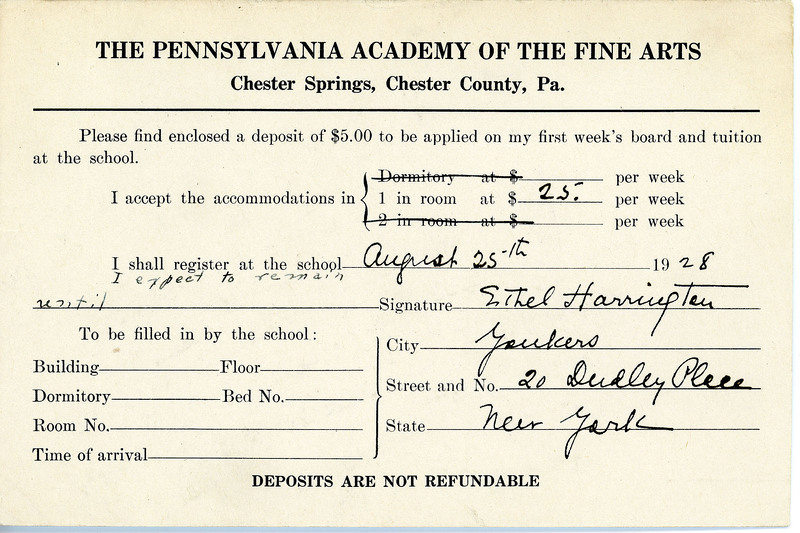 THE PENNSYLVANIA ACADEMY OF THE FINE ARTS
Chester Springs, Chester County, Pa.
Please find enclosed a deposit of $5.00 to be applied on my first week's board and tuition
at the school.
Dormitory at $ per week
I accept the accommodations in 1 in room at $ 25. per week
2 in room at $ per week
I shall register at the school August 25th 1928
I expect to remain
until Signature Ethel Harrington
To be filled in by the school:
City Yonkers
Building Floor
Street and No. 20 Dudley Place
Dormitory Bed No.
Room No. State New York
Time of arrival
DEPOSITS ARE NOT REFUNDABLE